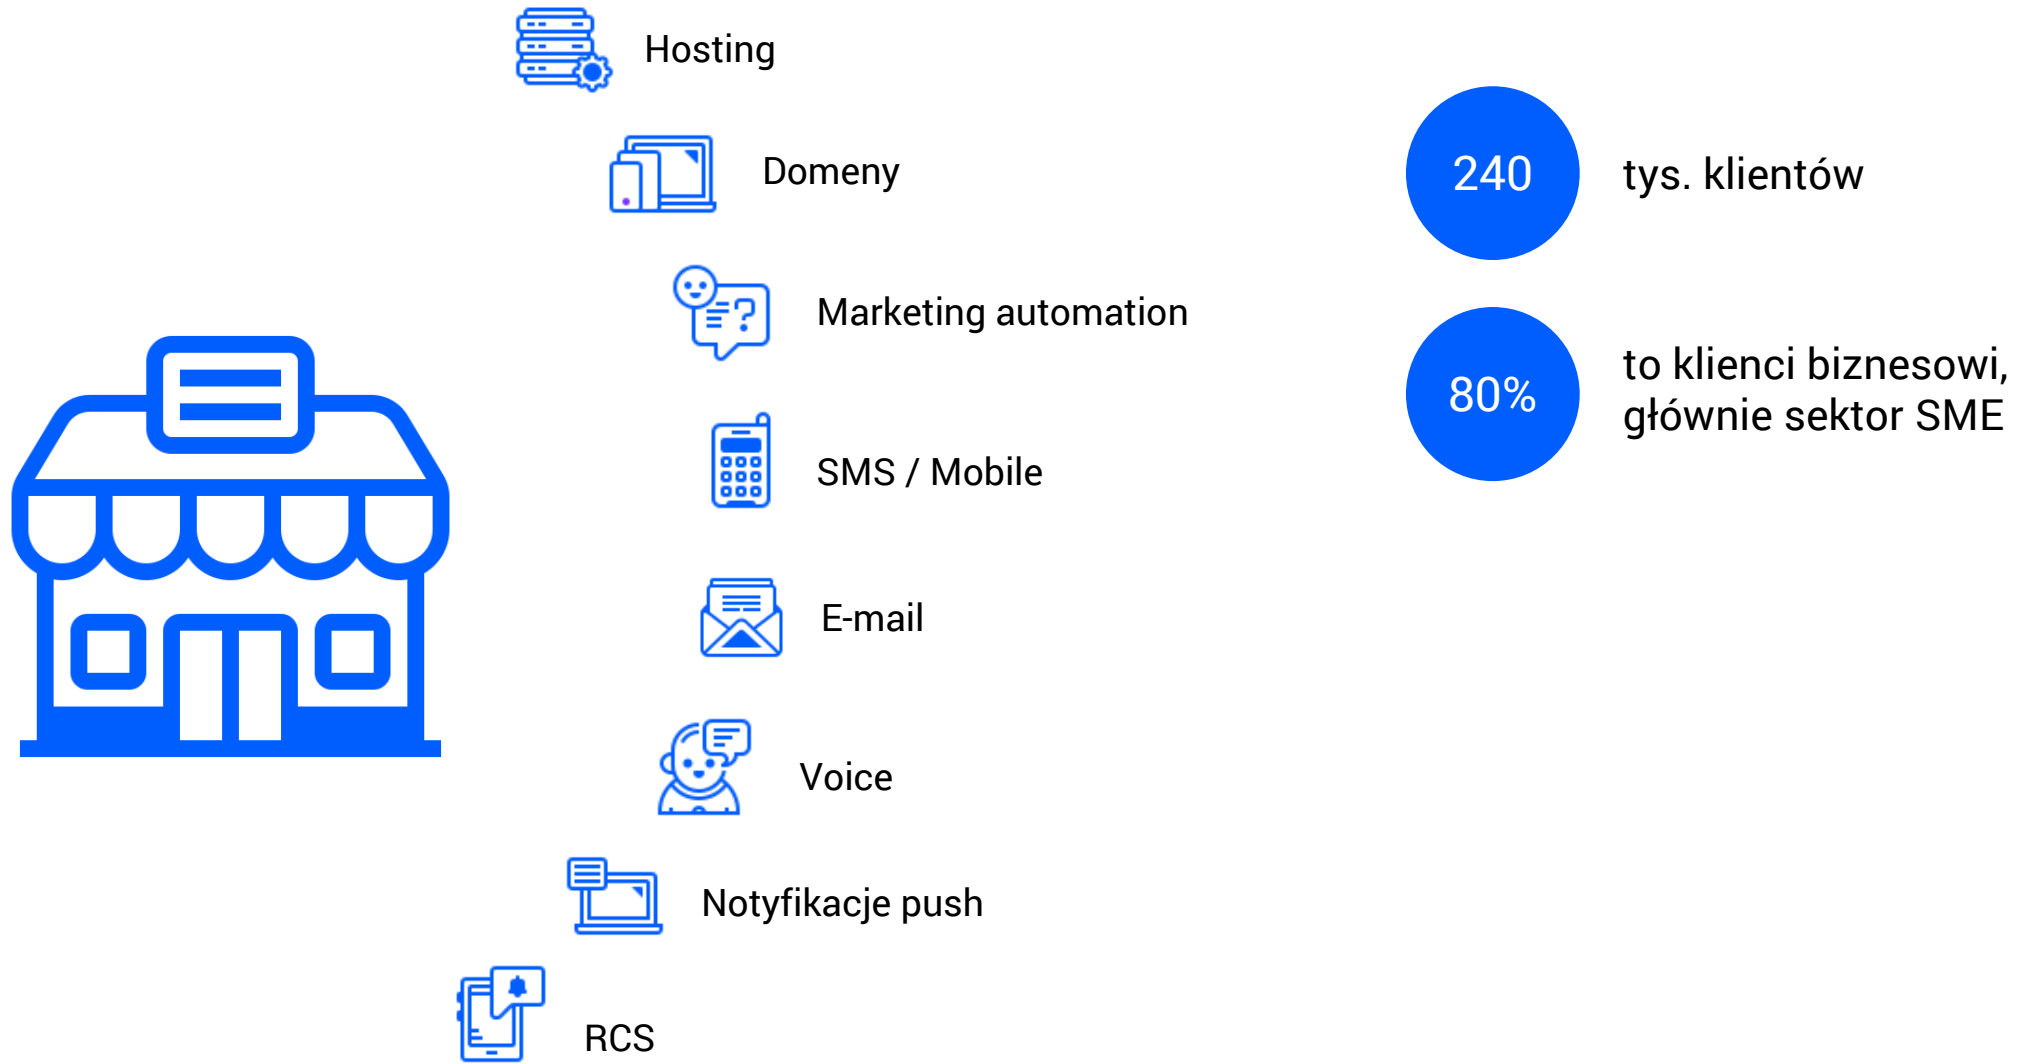 Hosting
Domeny
Marketing automation
SMS / Mobile
E-mail
Voice
Notyfikacje push
RCS
240
tys. klientów
80%
to klienci biznesowi,
głównie sektor SME